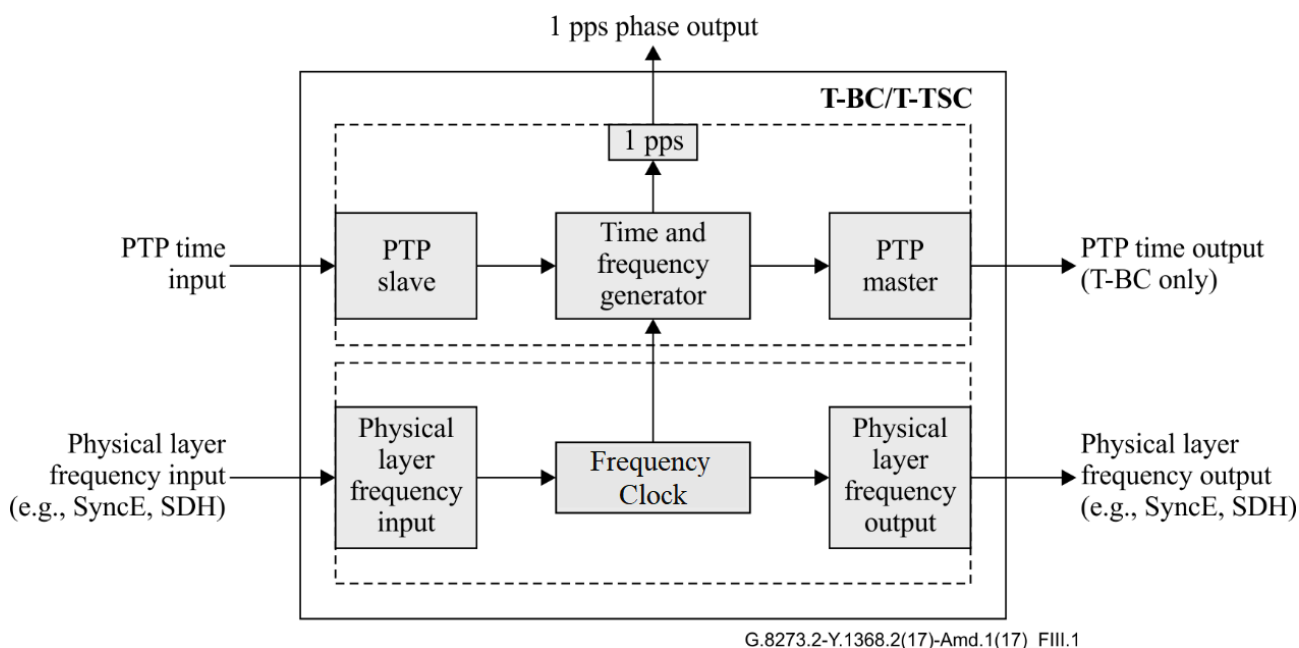 1 pps phase output
T-BC/T-TSC
1 pps
PTP time
input
PTP
slave
Time and
frequency
generator
PTP
master
PTP time output
(T-BC only)
Physical layer
frequency input
(e.g., SyncE, SDH)
Physical
layer
frequency
input
Frequency
Clock
Physical
layer
frequency
output
Physical layer
frequency output
(e.g., SyncE, SDH)
G.8273.2-Y.1368.2(17)-Amd.1(17)_FIII.1